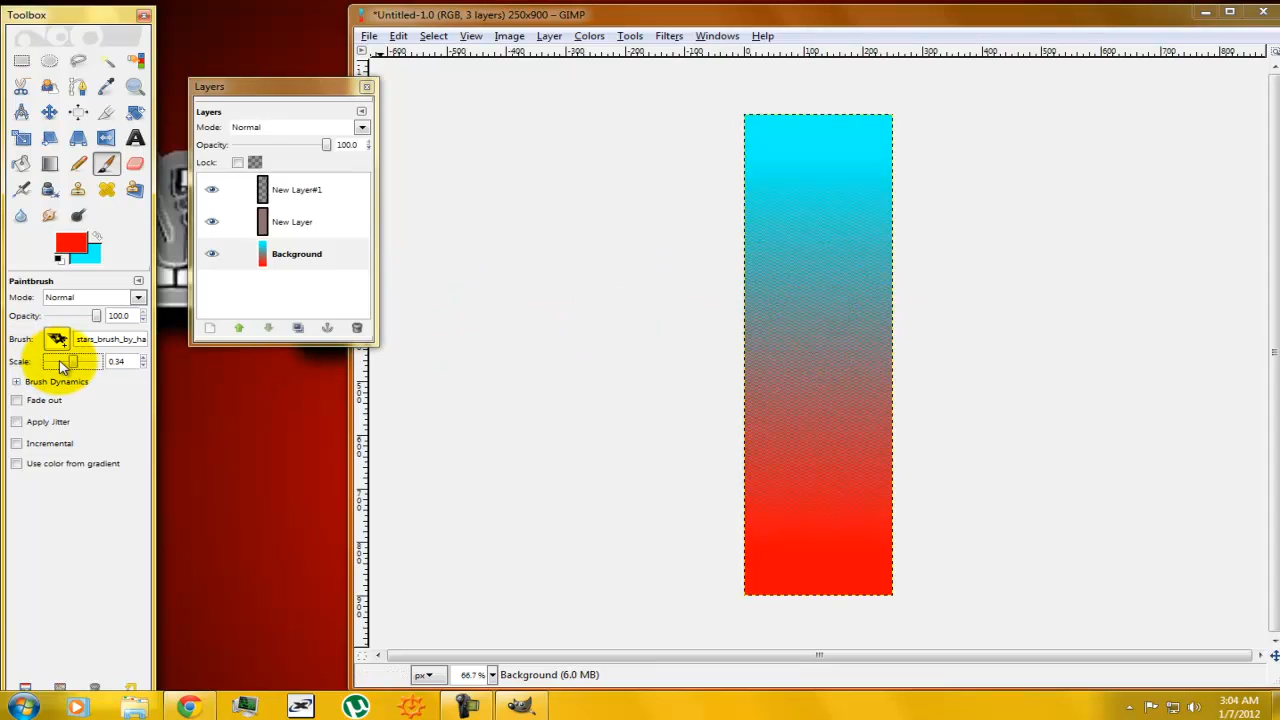 Toolbox
*Untitled-1.0 (RGB, 3 layers) 250x900 – GIMP
File Edit Select View Image Layer Colors Tools Filters Windows Help
Layers
Layers
Mode: Normal
Opacity: 100.0
Lock:
New Layer#1
New Layer
Background
Paintbrush
Mode: Normal
Opacity: 100.0
Brush: stars_brush_by_ha
Scale: 0.34
Brush Dynamics
Fade out
Apply Jitter
Incremental
Use color from gradient
px 66.7 % Background (6.0 MB)
3:04 AM
1/7/2012